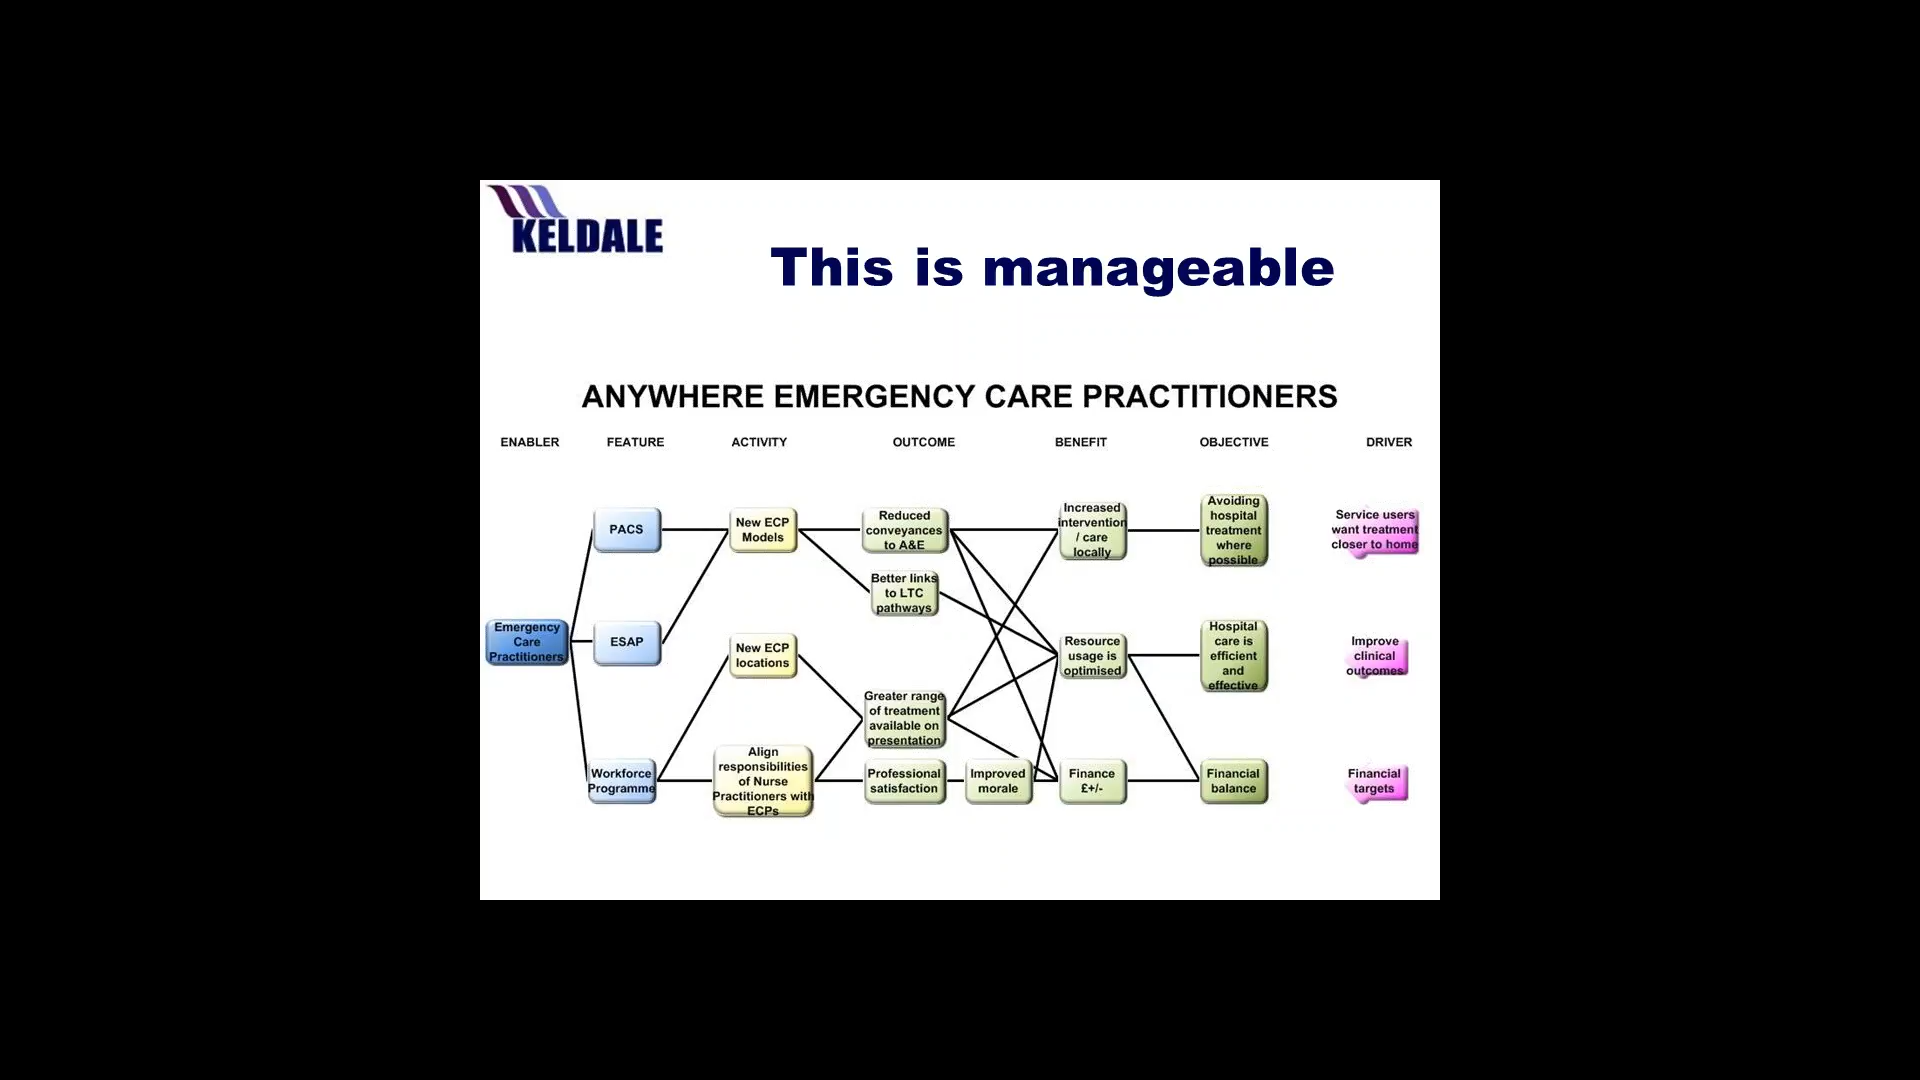 KELDALE
This is manageable
ANYWHERE EMERGENCY CARE PRACTITIONERS
ENABLER FEATURE ACTIVITY OUTCOME BENEFIT OBJECTIVE DRIVER
Emergency
Care
Practitioners
PACS
ESAP
Workforce
Programme
New ECP
Models
New ECP
locations
Align
responsibilities
of Nurse
Practitioners with
ECPs
Reduced
conveyances
to A&E
Better links
to LTC
pathways
Greater range
of treatment
available on
presentation
Professional
satisfaction
Improved
morale
Increased
intervention
/ care
locally
Resource
usage is
optimised
Finance
£+/-
Avoiding
hospital
treatment
where
possible
Hospital
care is
efficient
and
effective
Financial
balance
Service users
want treatment
closer to home
Improve
clinical
outcomes
Financial
targets